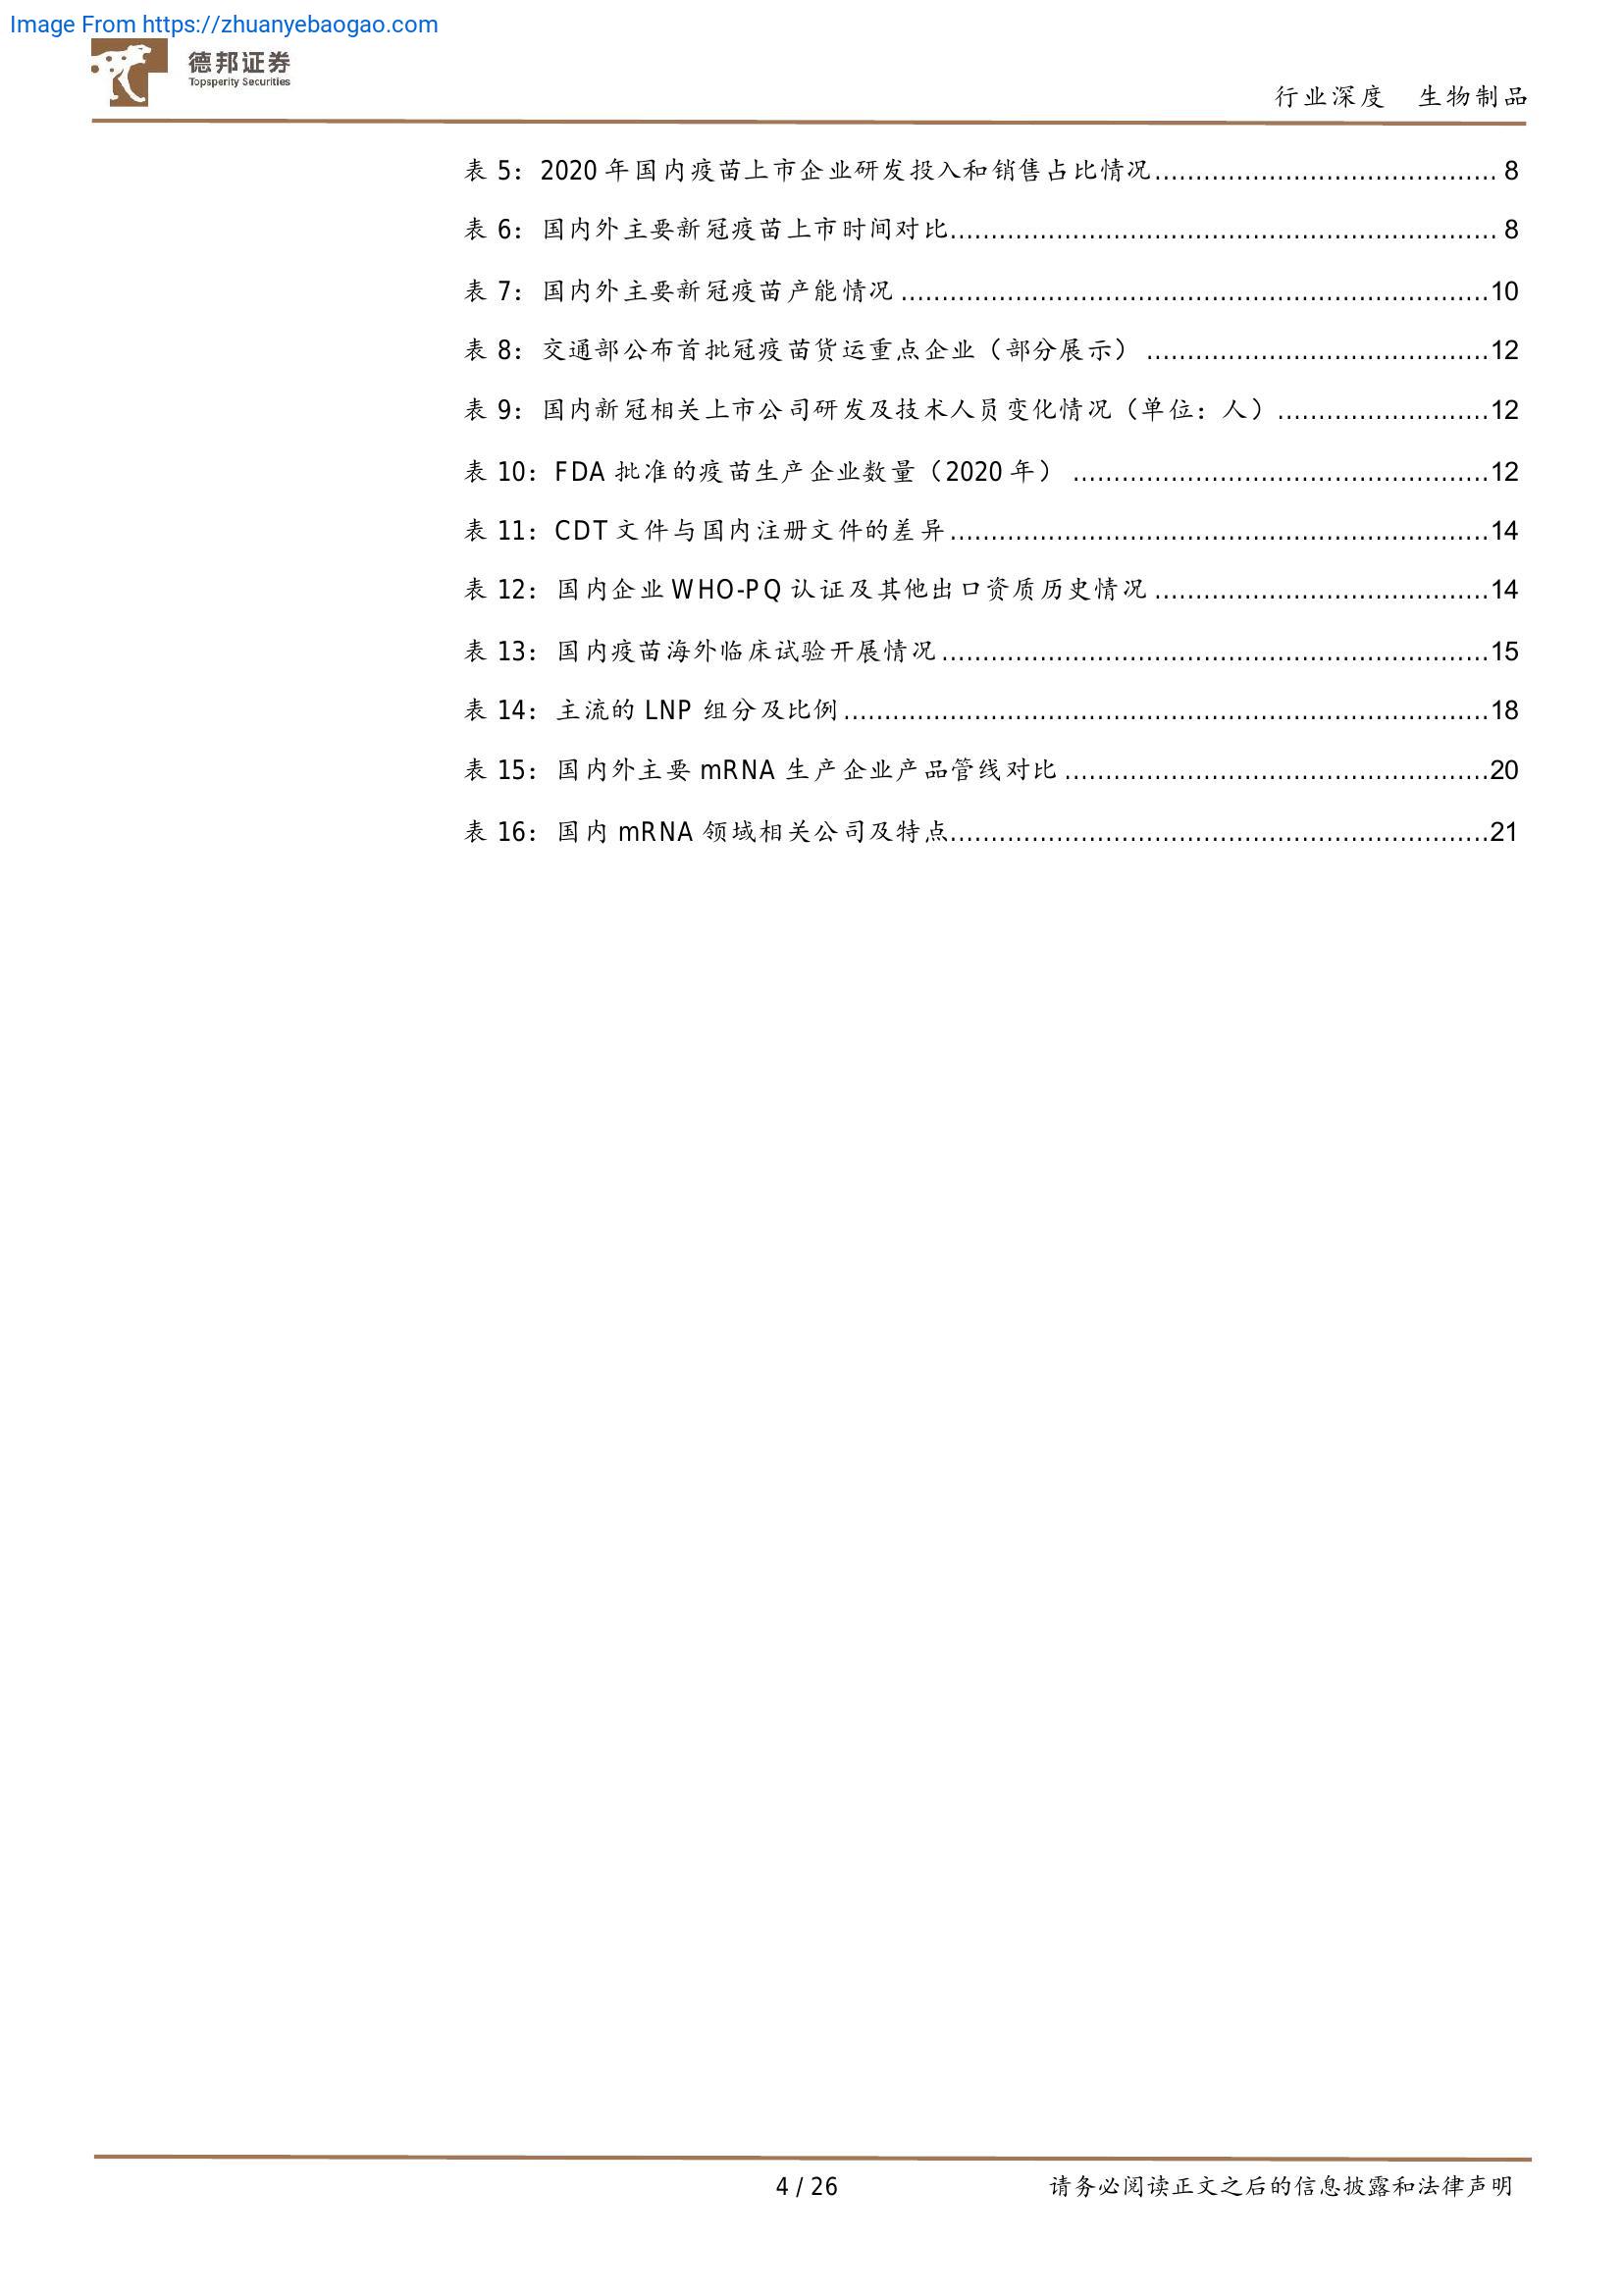 Image From https://zhuanyebaogao.com
德邦证券
Topsperity Securities
行业深度 生物制品
表 5：2020 年国内疫苗上市企业研发投入和销售占比情况.......................................... 8
表 6：国内外主要新冠疫苗上市时间对比................................................................... 8
表 7：国内外主要新冠疫苗产能情况........................................................................10
表 8：交通部公布首批冠疫苗货运重点企业（部分展示）..........................................12
表 9：国内新冠相关上市公司研发及技术人员变化情况（单位：人）..........................12
表 10：FDA 批准的疫苗生产企业数量（2020 年）...................................................12
表 11：CDT 文件与国内注册文件的差异..................................................................14
表 12：国内企业 WHO-PQ 认证及其他出口资质历史情况.........................................14
表 13：国内疫苗海外临床试验开展情况...................................................................15
表 14：主流的 LNP 组分及比例...............................................................................18
表 15：国内外主要 mRNA 生产企业产品管线对比....................................................20
表 16：国内 mRNA 领域相关公司及特点..................................................................21
4 / 26
请务必阅读正文之后的信息披露和法律声明